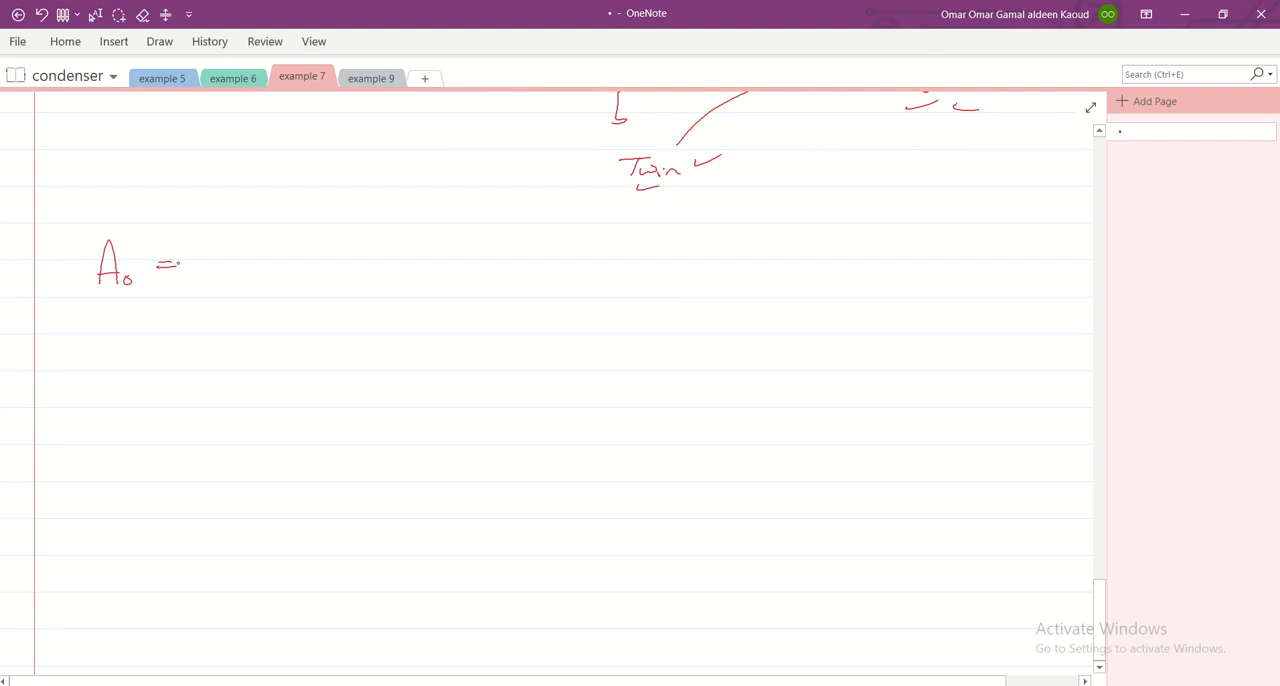 • - OneNote
Omar Omar Gamal aldeen Kaoud OO
File Home Insert Draw History Review View
condenser example 5 example 6 example 7 example 9 +
Search (Ctrl+E)
+ Add Page
Twin
A₀ =
Activate Windows
Go to Settings to activate Windows.